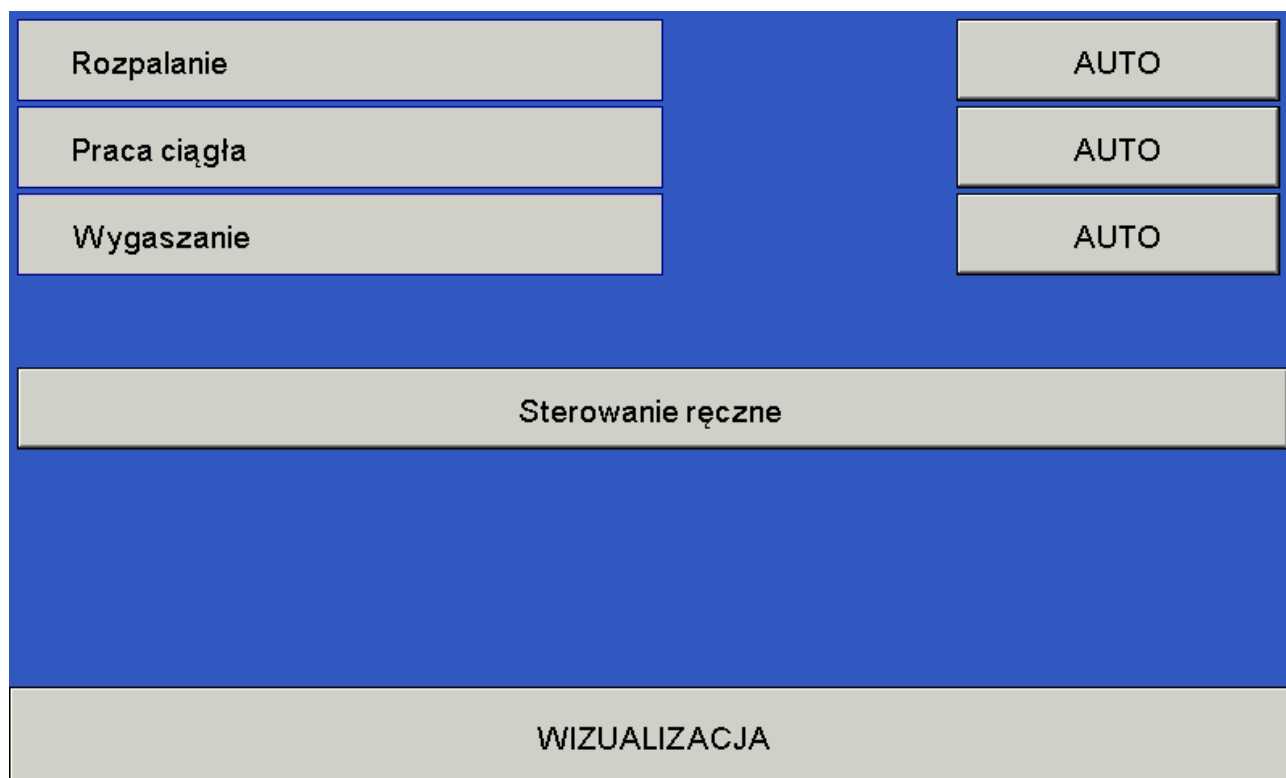 Rozpalanie AUTO
Praca ciągła AUTO
Wygaszanie AUTO
Sterowanie ręczne
WIZUALIZACJA